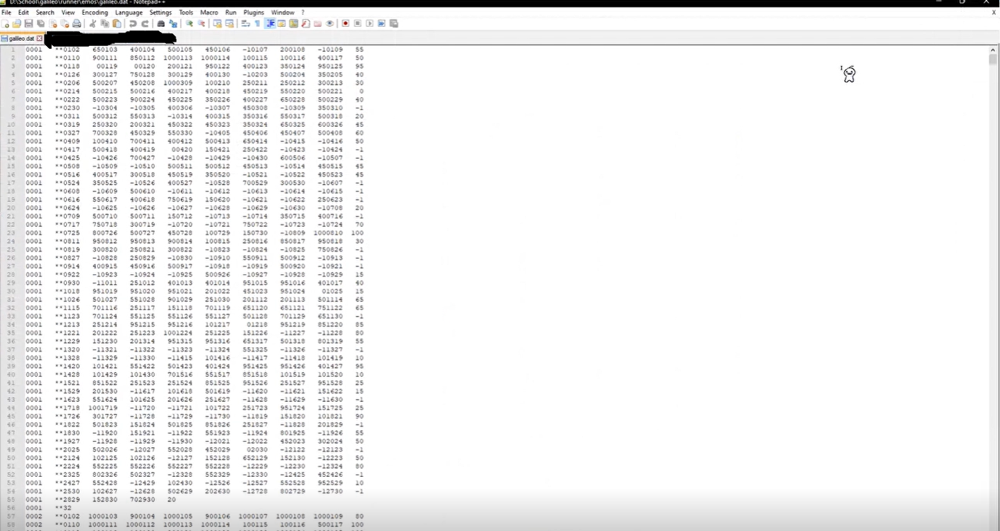 D:\School\galileo\runner\emos\galileo.dat - Notepad++
File Edit Search View Encoding Language Settings Tools Macro Run Plugins Window ? X
galileo.dat
1 0001 **0102 650103 400104 500105 450106 -10107 200108 -10109 55
2 0001 **0110 900111 850112 1000113 1000114 100115 100116 400117 50
3 0001 **0118 00119 00120 200121 950122 400123 350124 950125 95
4 0001 **0126 300127 750128 300129 400130 -10203 500204 350205 40
5 0001 **0206 500207 450208 1000309 100210 250211 250212 300213 30
6 0001 **0214 500215 500216 400217 400218 450219 550220 500221 0
7 0001 **0222 500223 900224 450225 350226 400227 650228 500229 40
8 0001 **0230 -10304 -10305 400306 -10307 450308 -10309 350310 -1
9 0001 **0311 500312 550313 -10314 400315 350316 550317 500318 20
10 0001 **0319 250320 200321 450322 450323 350324 650325 600326 45
11 0001 **0327 700328 450329 550330 -10405 450406 450407 500408 60
12 0001 **0409 100410 700411 400412 500413 650414 -10415 -10416 50
13 0001 **0417 500418 400419 00420 150421 250422 -10423 -10424 -1
14 0001 **0425 -10426 700427 -10428 -10429 -10430 600506 -10507 -1
15 0001 **0508 -10509 -10510 500511 500512 450513 -10514 450515 45
16 0001 **0516 400517 300518 450519 350520 -10521 -10522 450523 45
17 0001 **0524 350525 -10526 400527 -10528 700529 300530 -10607 -1
18 0001 **0608 -10609 500610 -10611 -10612 -10613 -10614 -10615 -1
19 0001 **0616 550617 400618 750619 150620 -10621 -10622 250623 -1
20 0001 **0624 -10625 -10626 -10627 -10628 -10629 -10630 -10708 20
21 0001 **0709 500710 500711 150712 -10713 -10714 350715 400716 -1
22 0001 **0717 750718 300719 -10720 -10721 750722 -10723 -10724 70
23 0001 **0725 800726 500727 450728 100729 150730 -10809 1000810 100
24 0001 **0811 950812 950813 900814 100815 250816 850817 950818 30
25 0001 **0819 300820 250821 300822 -10823 -10824 -10825 750826 -1
26 0001 **0827 -10828 250829 -10830 -10910 550911 500912 -10913 -1
27 0001 **0914 400915 450916 500917 -10918 -10919 500920 -10921 -1
28 0001 **0922 -10923 -10924 -10925 500926 -10927 -10928 -10929 15
29 0001 **0930 -11011 251012 401013 401014 951015 951016 401017 40
30 0001 **1018 951019 951020 951021 201022 451023 951024 01025 15
31 0001 **1026 501027 551028 901029 251030 201112 201113 501114 65
32 0001 **1115 701116 251117 151118 701119 651120 651121 751122 65
33 0001 **1123 701124 551125 551126 551127 501128 701129 651130 -1
34 0001 **1213 251214 951215 951216 101217 01218 951219 851220 85
35 0001 **1221 201222 251223 1001224 251225 151226 -11227 -11228 80
36 0001 **1229 151230 201314 951315 951316 651317 501318 801319 55
37 0001 **1320 -11321 -11322 -11323 -11324 551325 -11326 -11327 -1
38 0001 **1328 -11329 -11330 -11415 101416 -11417 -11418 101419 10
39 0001 **1420 101421 551422 501423 401424 951425 951426 401427 95
40 0001 **1428 101429 101430 701516 551517 851518 101519 101520 10
41 0001 **1521 851522 251523 251524 851525 951526 251527 951528 25
42 0001 **1529 201530 -11617 101618 501619 -11620 -11621 151622 15
43 0001 **1623 551624 101625 201626 251627 -11628 -11629 -11630 -1
44 0001 **1718 1001719 -11720 -11721 101722 251723 951724 151725 25
45 0001 **1726 301727 -11728 -11729 -11730 -11819 151820 101821 90
46 0001 **1822 501823 151824 501825 851826 251827 -11828 201829 -1
47 0001 **1830 -11920 151921 -11922 551923 -11924 801925 -11926 55
48 0001 **1927 -11928 -11929 -11930 -12021 -12022 452023 302024 50
49 0001 **2025 502026 -12027 552028 452029 02030 -12122 -12123 -1
50 0001 **2124 102125 102126 -12127 152128 652129 152130 -12223 50
51 0001 **2224 552225 552226 552227 552228 -12229 -12230 -12324 80
52 0001 **2325 802326 502327 -12328 552329 -12330 -12425 452426 -1
53 0001 **2427 552428 -12429 102430 -12526 -12527 552528 952529 10
54 0001 **2530 102627 -12628 502629 202630 -12728 802729 -12730 -1
55 0001 **2829 152830 702930 20
56 0001 **32
57 0002 **0102 1000103 900104 1000105 900106 1000107 1000108 1000109 80
58 0002 **0110 1000111 1000112 1000113 1000114 100115 100116 500117 100